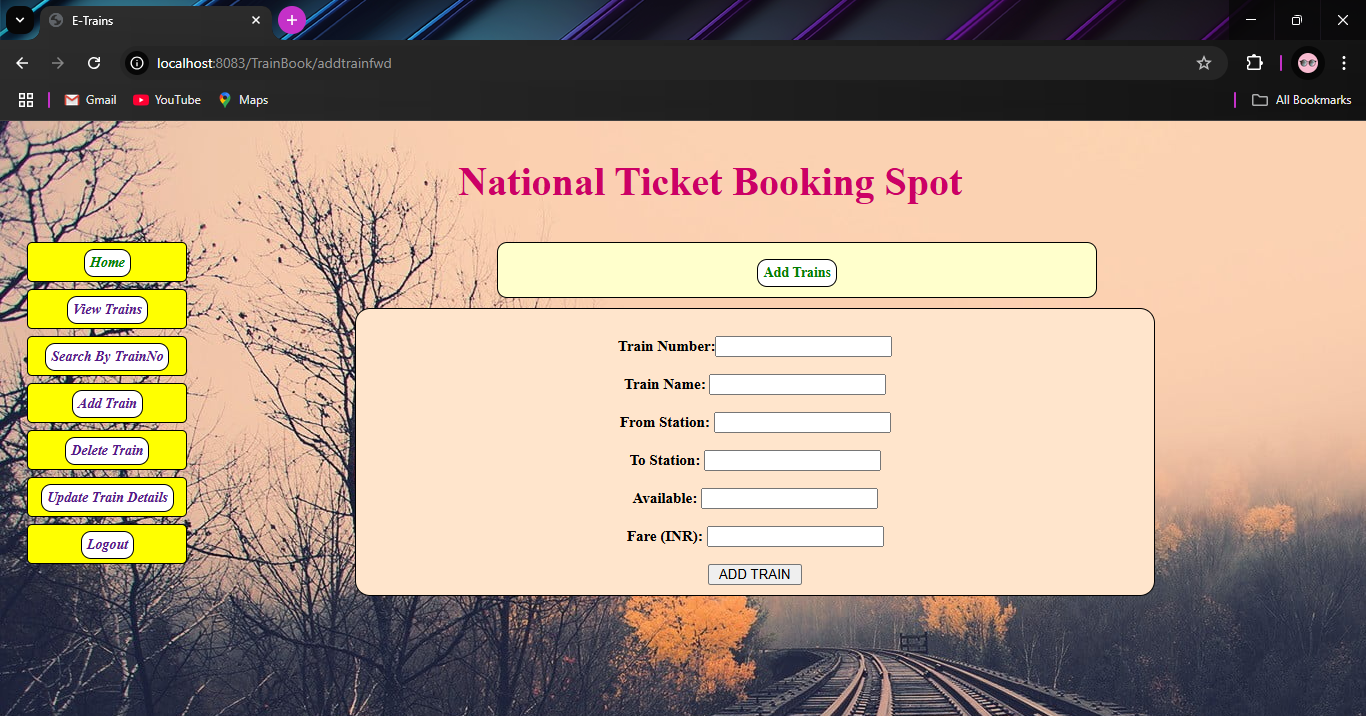 E-Trains
localhost:8083/TrainBook/addtrainfwd
Gmail YouTube Maps All Bookmarks
National Ticket Booking Spot
Home
View Trains
Search By TrainNo
Add Train
Delete Train
Update Train Details
Logout
Add Trains
Train Number:
Train Name:
From Station:
To Station:
Available:
Fare (INR):
ADD TRAIN